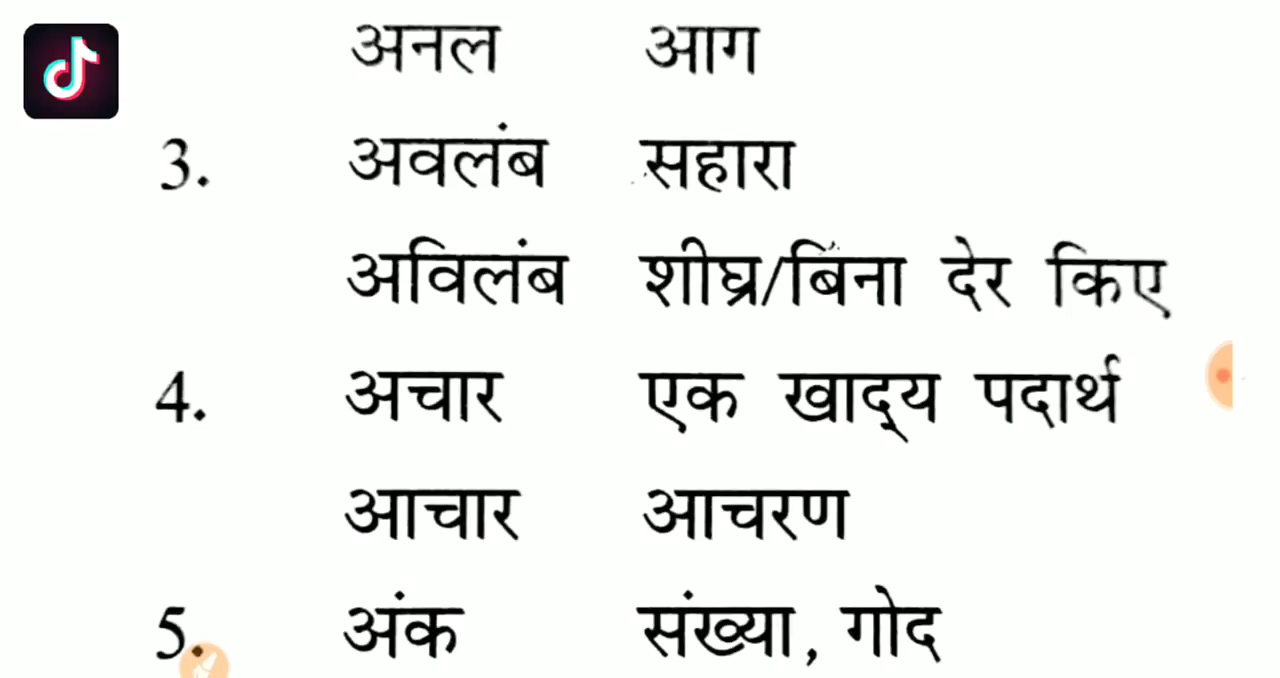 अनल आग
3. अवलंब सहारा
अविलंब शीघ्र/बिना देर किए
4. अचार एक खाद्‌य पदार्थ
आचार आचरण
5. अंक संख्या, गोद